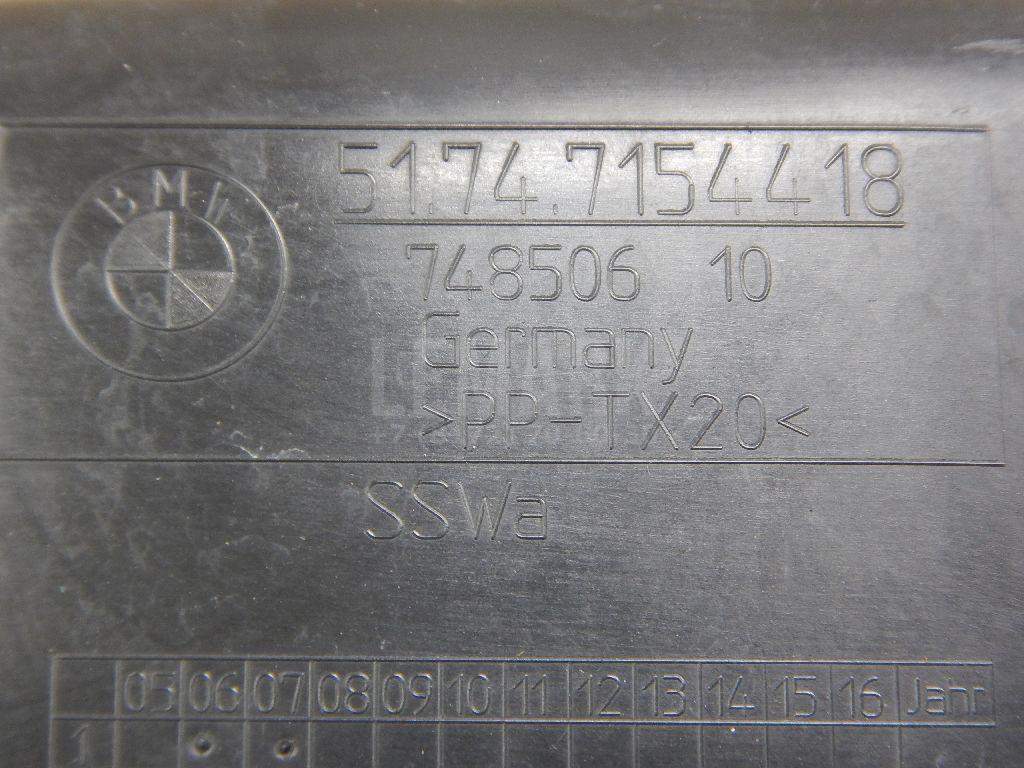 BMW
51.74.7154418
748506 10
Germany
>PP-TX20<
SSWa
05 06 07 08 09 10 11 12 13 14 15 16 Jahr
1